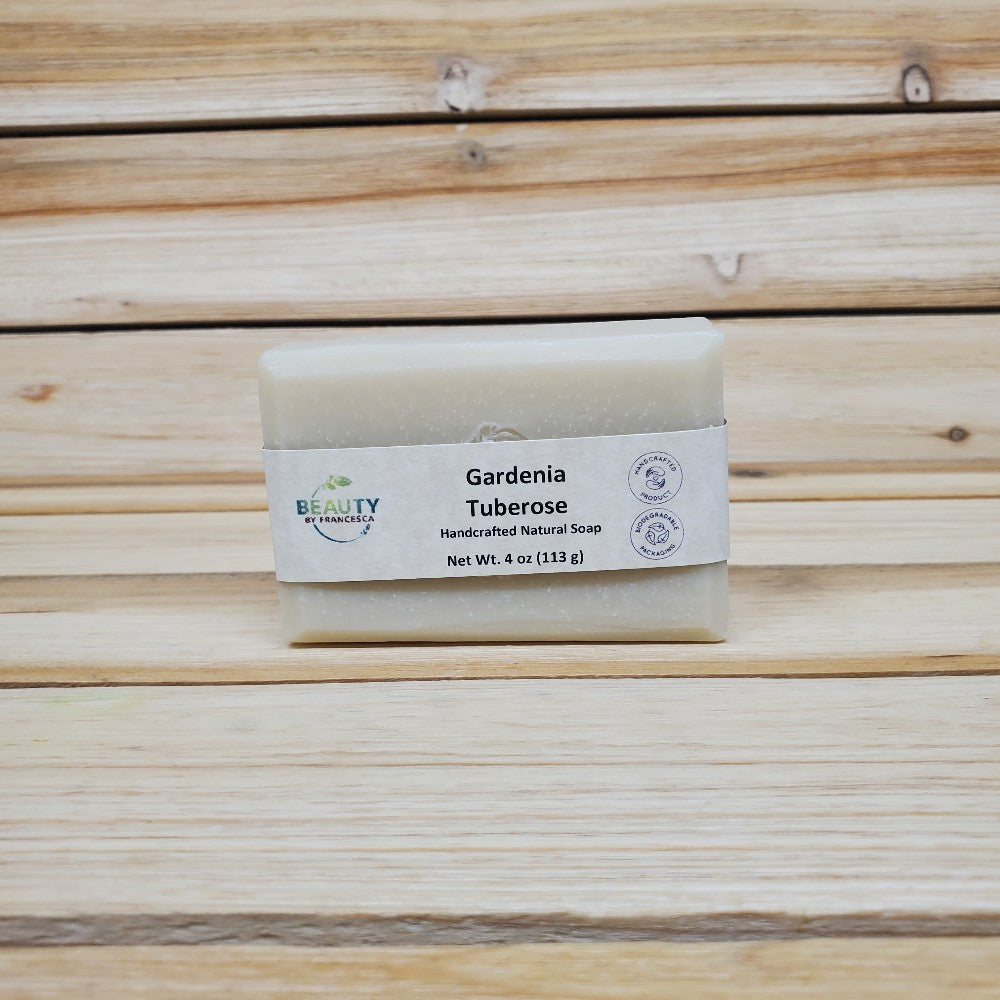 BEAUTY
BY FRANCESCA
Gardenia
Tuberose
Handcrafted Natural Soap
Net Wt. 4 oz (113 g)
HANDCRAFTED
PRODUCT
BIODEGRADABLE
PACKAGING